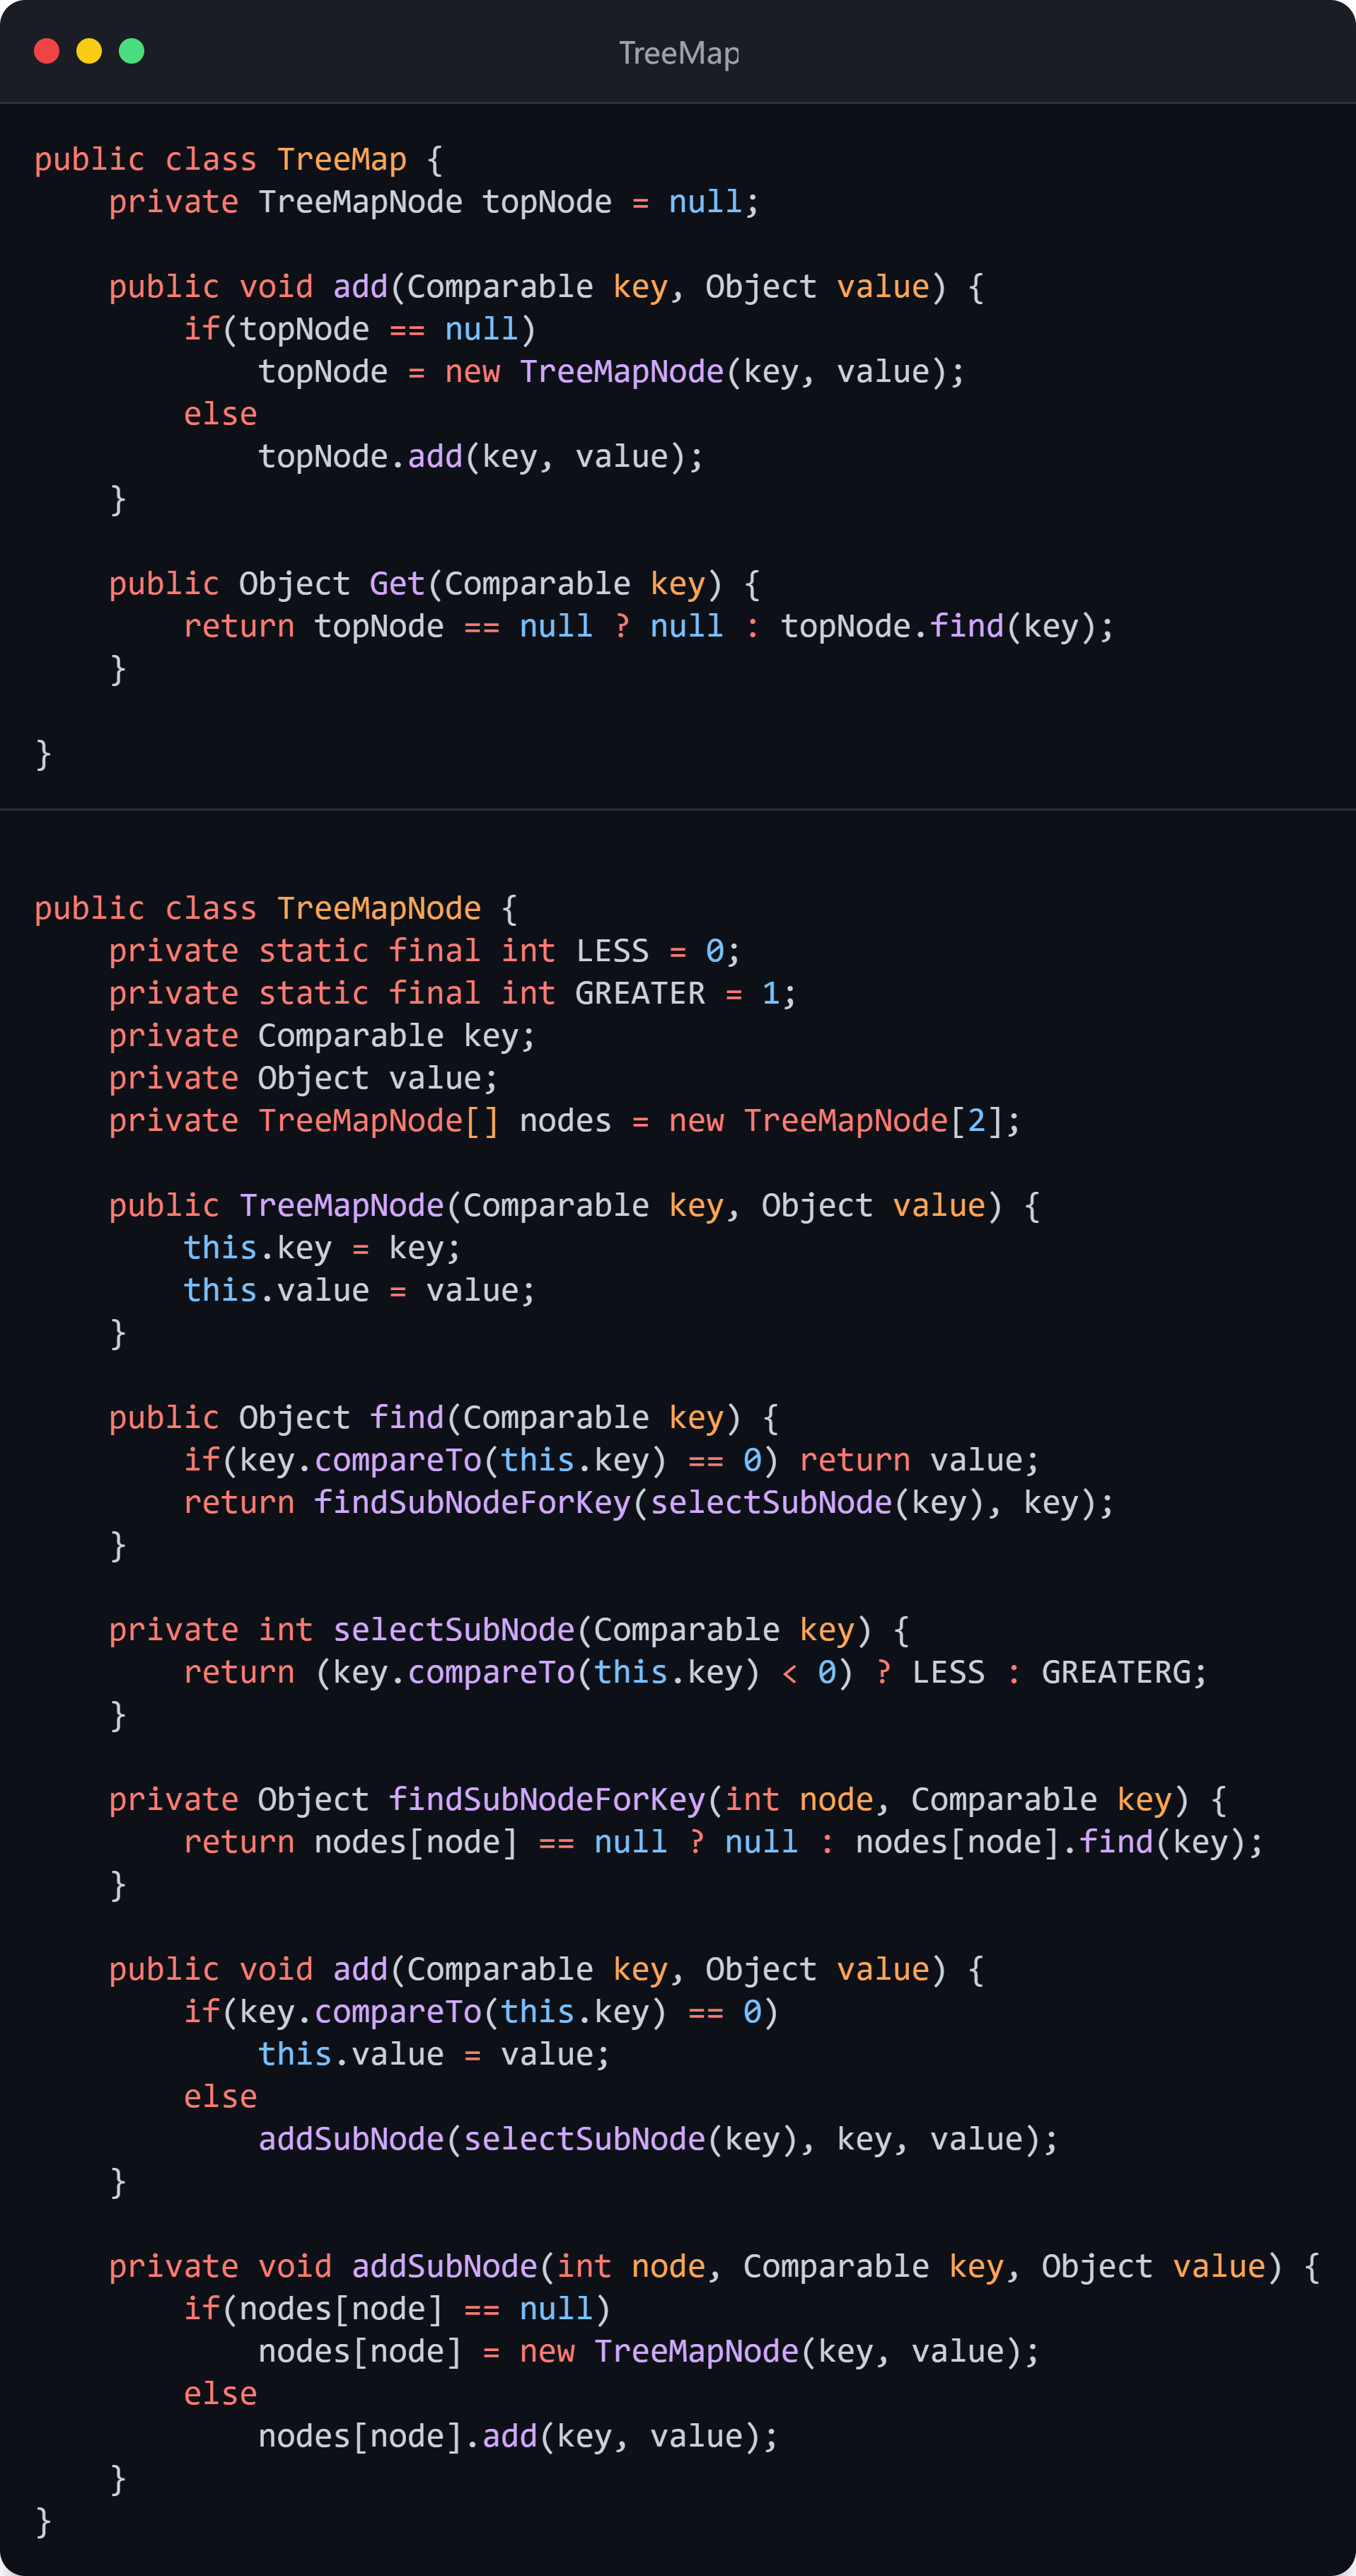 TreeMap
public class TreeMap {
    private TreeMapNode topNode = null;

    public void add(Comparable key, Object value) {
        if(topNode == null)
            topNode = new TreeMapNode(key, value);
        else
            topNode.add(key, value);
    }

    public Object Get(Comparable key) {
        return topNode == null ? null : topNode.find(key);
    }

}

public class TreeMapNode {
    private static final int LESS = 0;
    private static final int GREATER = 1;
    private Comparable key;
    private Object value;
    private TreeMapNode[] nodes = new TreeMapNode[2];

    public TreeMapNode(Comparable key, Object value) {
        this.key = key;
        this.value = value;
    }

    public Object find(Comparable key) {
        if(key.compareTo(this.key) == 0) return value;
        return findSubNodeForKey(selectSubNode(key), key);
    }

    private int selectSubNode(Comparable key) {
        return (key.compareTo(this.key) < 0) ? LESS : GREATERG;
    }

    private Object findSubNodeForKey(int node, Comparable key) {
        return nodes[node] == null ? null : nodes[node].find(key);
    }

    public void add(Comparable key, Object value) {
        if(key.compareTo(this.key) == 0)
            this.value = value;
        else
            addSubNode(selectSubNode(key), key, value);
    }

    private void addSubNode(int node, Comparable key, Object value) {
        if(nodes[node] == null)
            nodes[node] = new TreeMapNode(key, value);
        else
            nodes[node].add(key, value);
    }
}